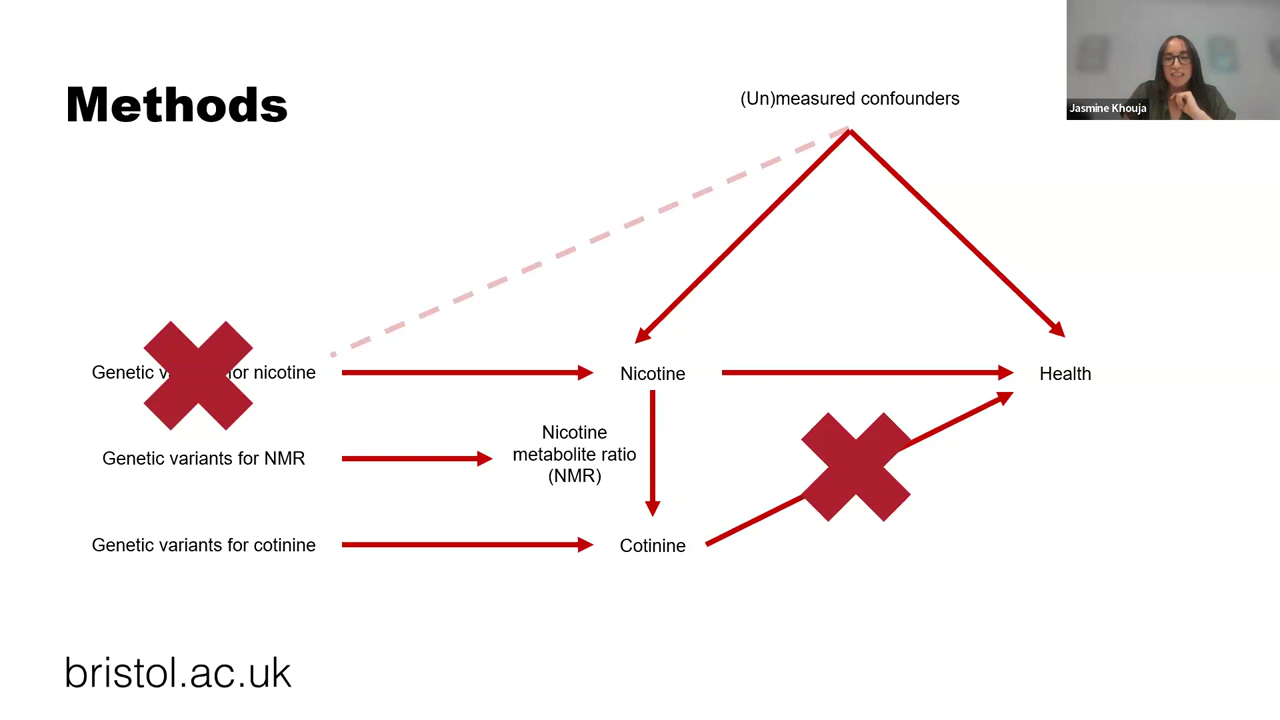 Methods
(Un)measured confounders
Jasmine Khouja
Genetic v for nicotine
Nicotine
Health
Genetic variants for NMR
Nicotine
metabolite ratio
(NMR)
Genetic variants for cotinine
Cotinine
bristol.ac.uk